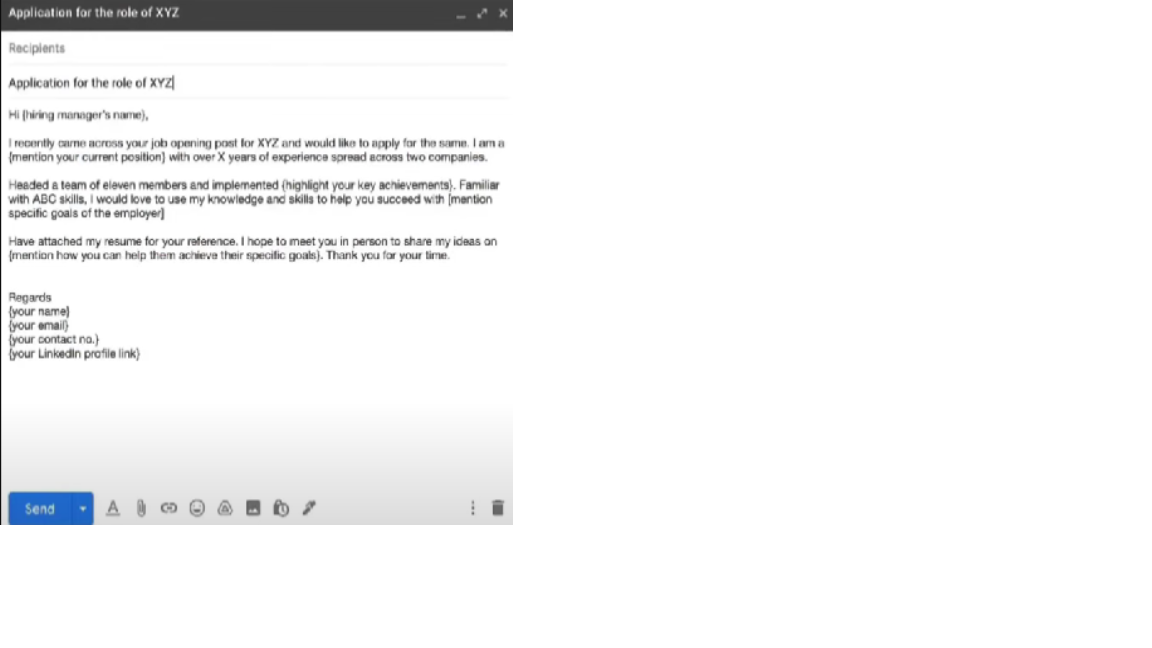 Application for the role of XYZ
Recipients
Application for the role of XYZ
Hi {hiring manager's name},
I recently came across your job opening post for XYZ and would like to apply for the same. I am a
{mention your current position} with over X years of experience spread across two companies.
Headed a team of eleven members and implemented {highlight your key achievements}. Familiar
with ABC skills, I would love to use my knowledge and skills to help you succeed with [mention
specific goals of the employer]
Have attached my resume for your reference. I hope to meet you in person to share my ideas on
{mention how you can help them achieve their specific goals}. Thank you for your time.
Regards
{your name}
{your email}
{your contact no.}
{your LinkedIn profile link}
Send